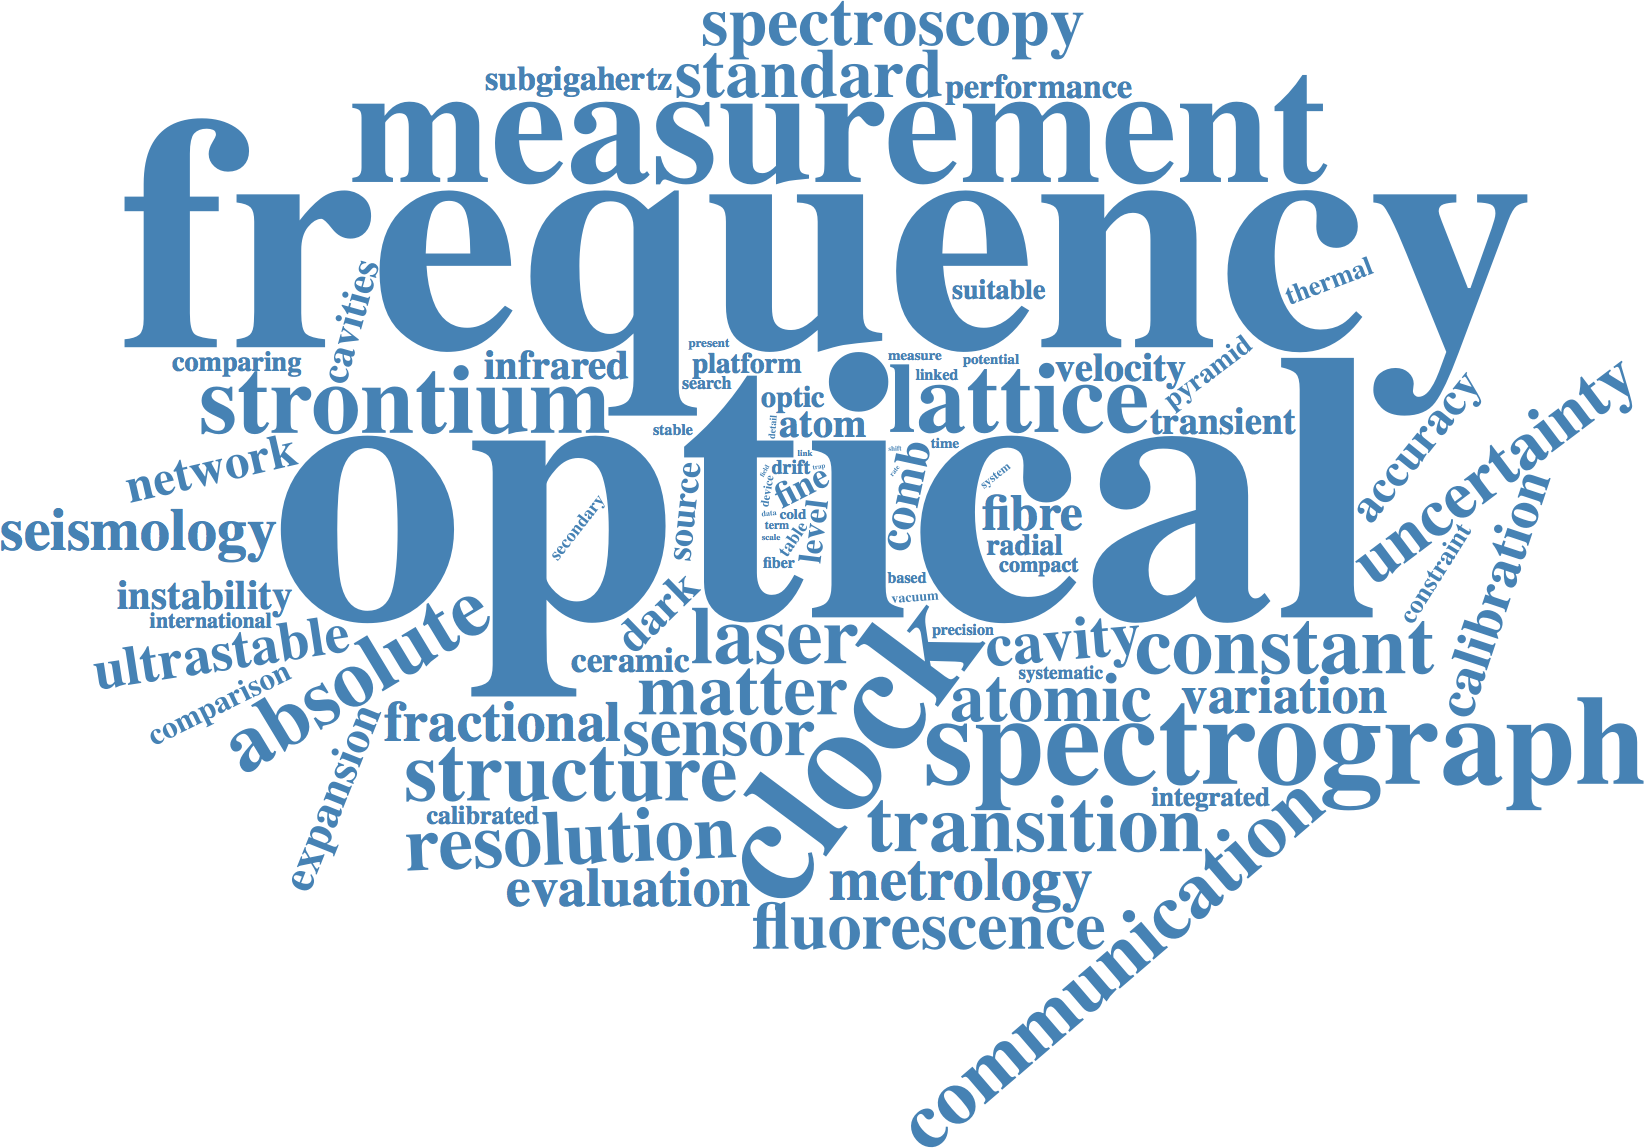 spectroscopy
subgigahertz
standard
performance
measurement
frequency
suitable
thermal
cavities
comparing
infrared
present
platform
search
measure
potential
linked
velocity
pyramid
strontium
optic
lattice
transient
stable
detail
atom
time
accuracy
uncertainty
network
optical
source
link
drift
trap
field
device
fine
data
cold
term
scale
table
level
fiber
shift
rate
comb
system
fibre
radial
compact
secondary
seismology
based
vacuum
constraint
calibration
instability
international
ultrastable
comparison
absolute
dark
ceramic
laser
precision
cavity
constant
systematic
matter
atomic
variation
expansion
fractional
sensor
clock
spectrograph
structure
integrated
calibrated
resolution
transition
evaluation
metrology
fluorescence
communication